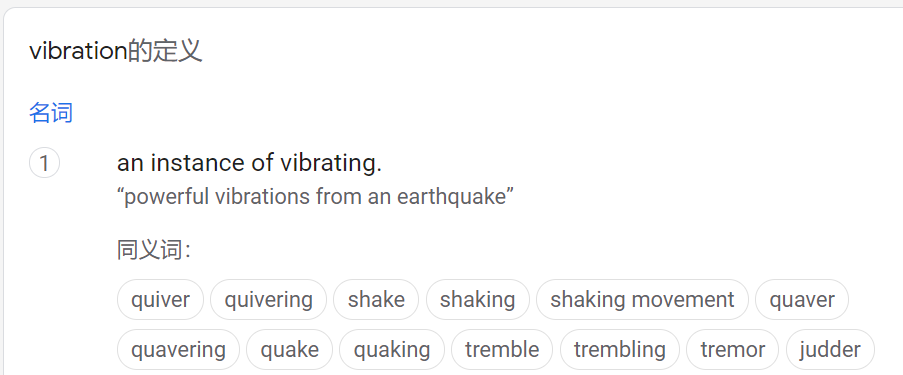 vibration的定义
名词
1
an instance of vibrating.
“powerful vibrations from an earthquake”
同义词：
quiver quivering shake shaking shaking movement quaver
quavering quake quaking tremble trembling tremor judder